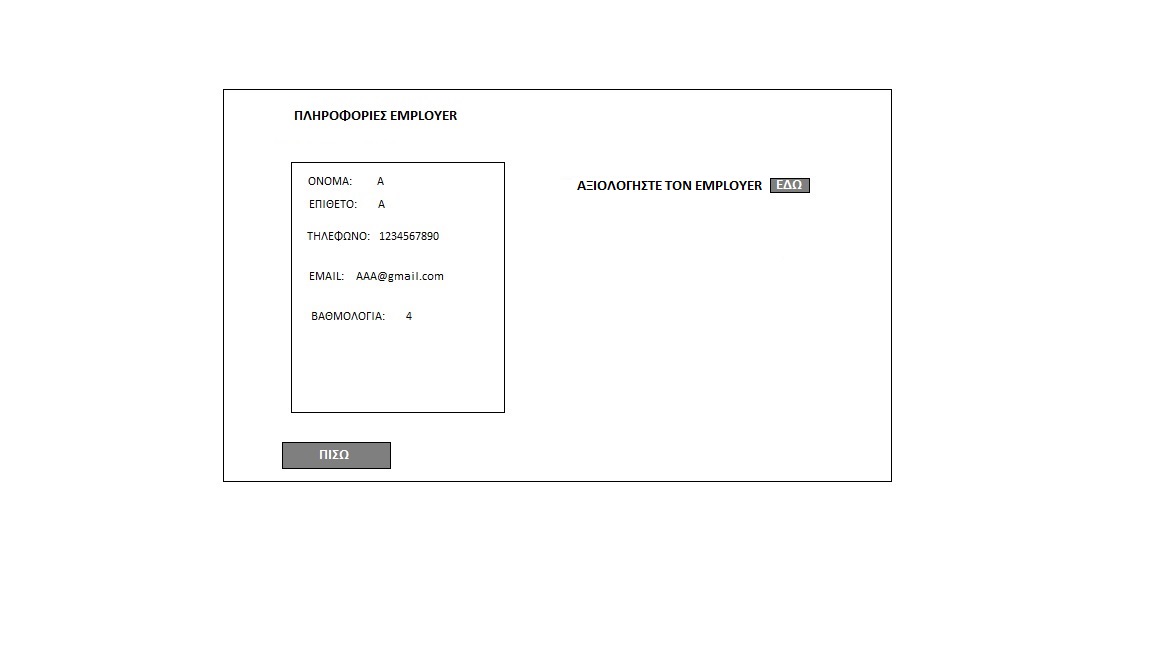 ΠΛΗΡΟΦΟΡΙΕΣ EMPLOYER
ΟΝΟΜΑ: Α
ΕΠΙΘΕΤΟ: Α
ΤΗΛΕΦΩΝΟ: 1234567890
EMAIL: AAA@gmail.com
ΒΑΘΜΟΛΟΓΙΑ: 4
ΑΞΙΟΛΟΓΗΣΤΕ ΤΟΝ EMPLOYER ΕΔΩ
ΠΙΣΩ